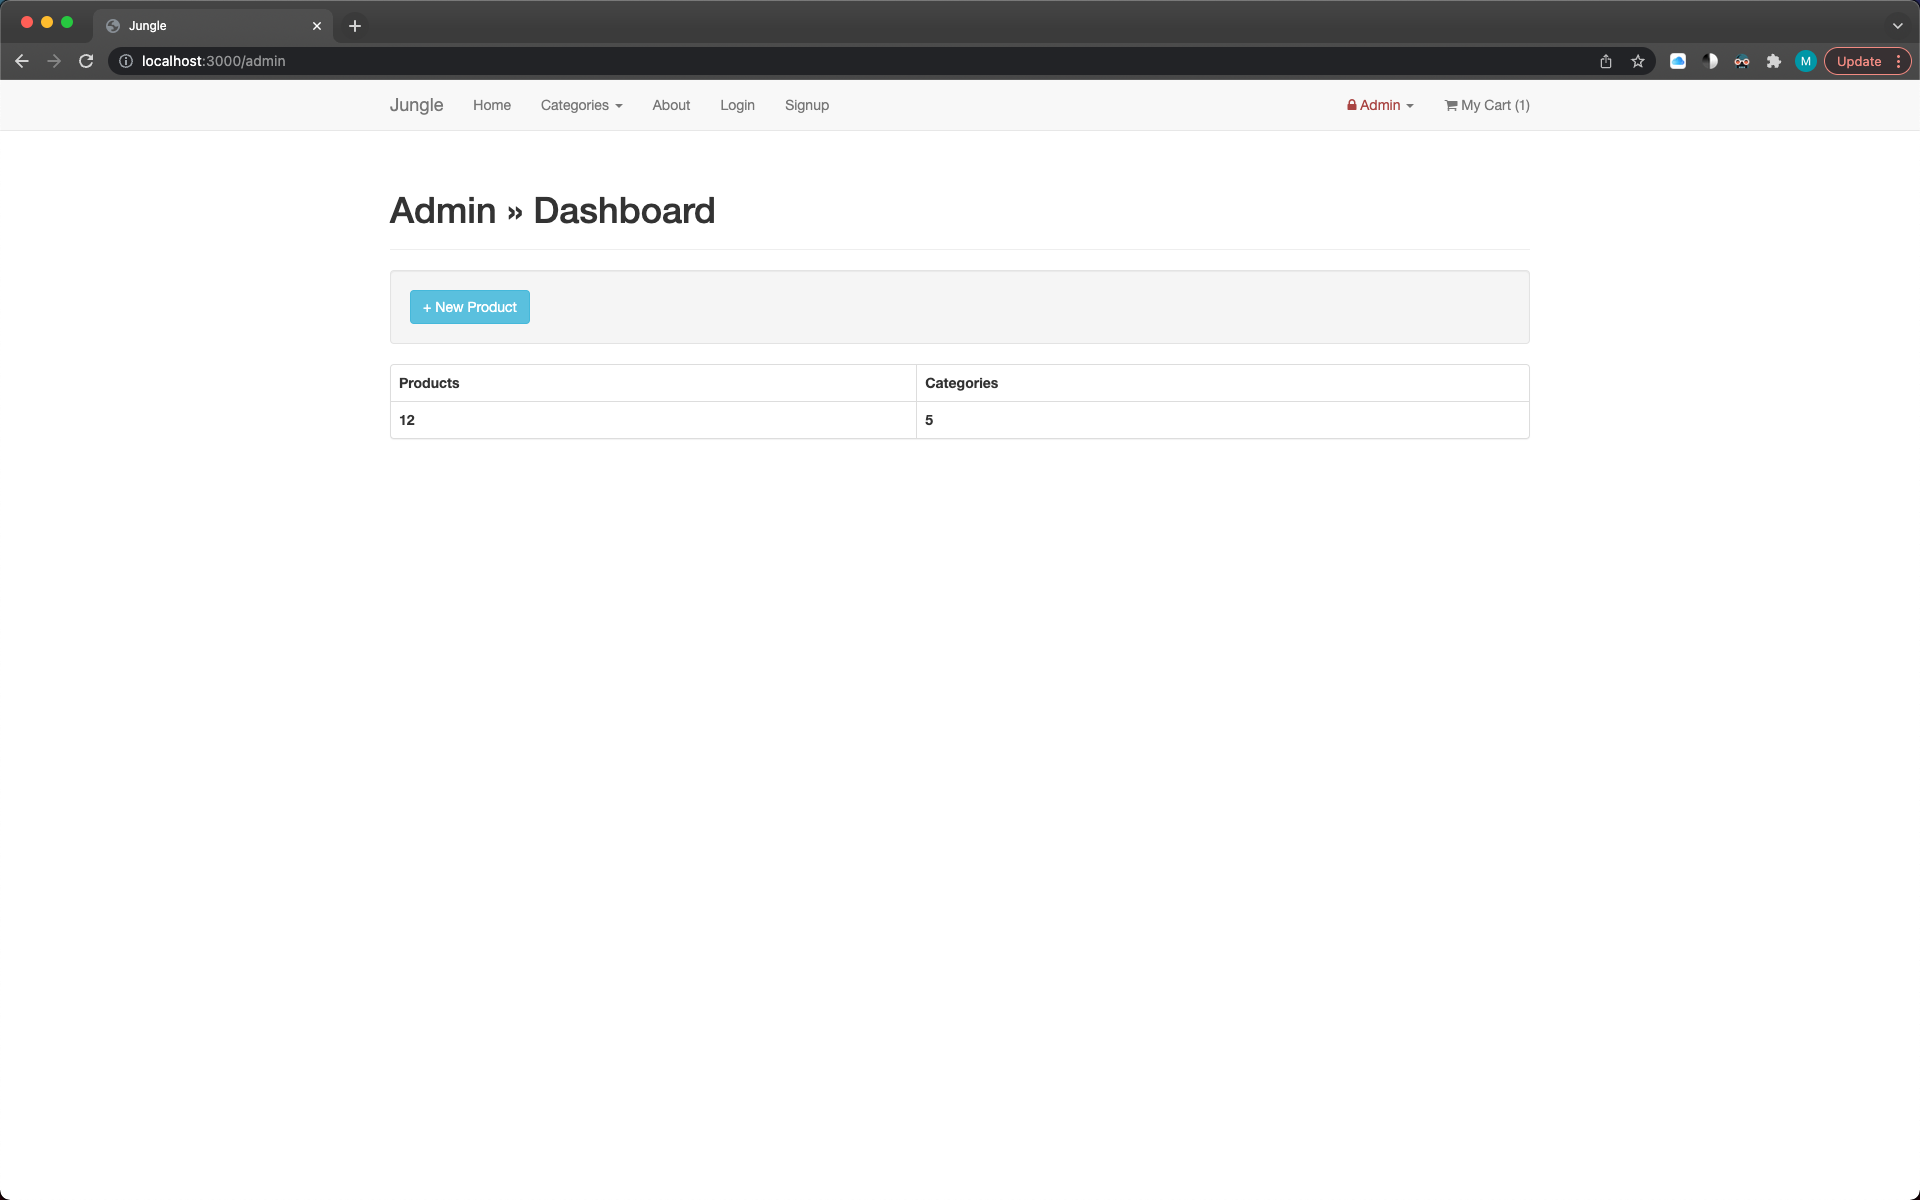 Jungle
localhost:3000/admin
M
Update
Jungle Home Categories About Login Signup Admin My Cart (1)
Admin » Dashboard
+ New Product
Products Categories
12 5